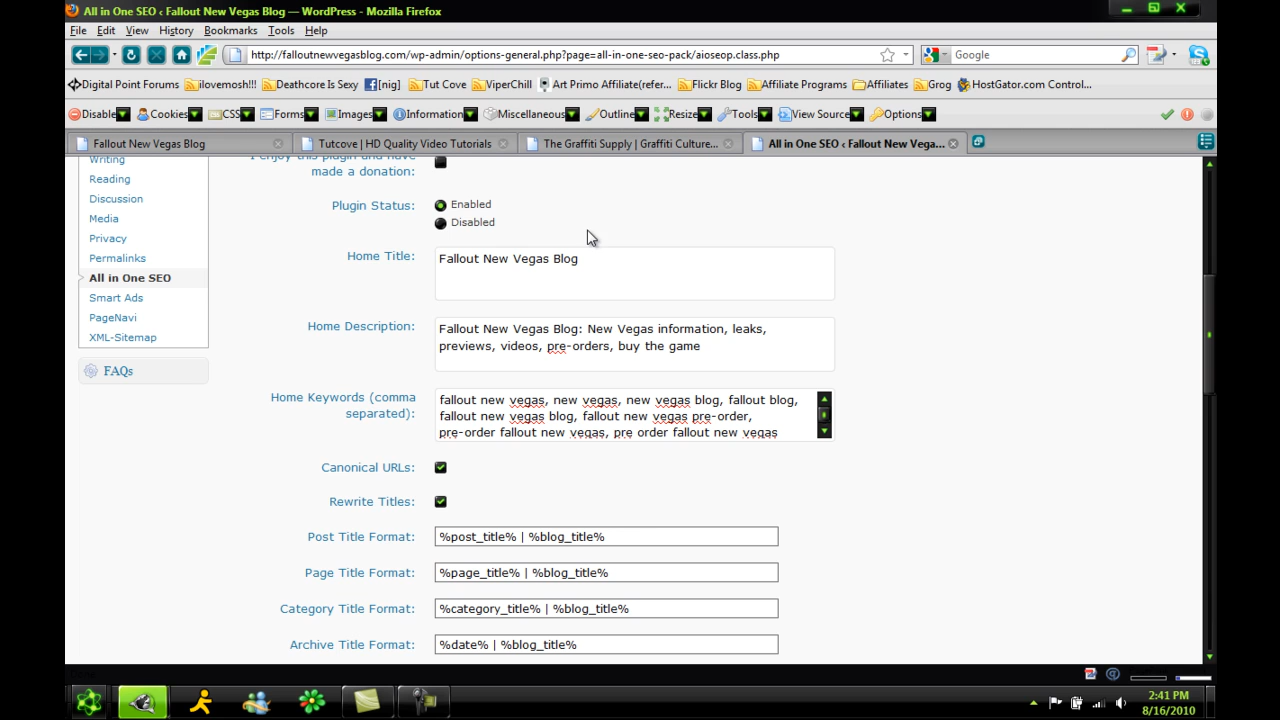 All in One SEO ‹ Fallout New Vegas Blog — WordPress - Mozilla Firefox
File Edit View History Bookmarks Tools Help
http://falloutnewvegasblog.com/wp-admin/options-general.php?page=all-in-one-seo-pack/aioseop.class.php
Google
Digital Point Forums ilovemosh!!! Deathcore Is Sexy [nig] Tut Cove ViperChill Art Primo Affiliate(refer... Flickr Blog Affiliate Programs Affiliates Grog HostGator.com Control...
Disable Cookies CSS Forms Images Information Miscellaneous Outline Resize Tools View Source Options
Fallout New Vegas Blog Tutcove | HD Quality Video Tutorials The Graffiti Supply | Graffiti Culture... All in One SEO ‹ Fallout New Vega...
Writing
Reading
Discussion
Media
Privacy
Permalinks
All in One SEO
Smart Ads
PageNavi
XML-Sitemap
FAQs
I enjoy this plugin and have
made a donation:
Plugin Status:
Enabled
Disabled
Home Title:
Fallout New Vegas Blog
Home Description:
Fallout New Vegas Blog: New Vegas information, leaks,
previews, videos, pre-orders, buy the game
Home Keywords (comma
separated):
fallout new vegas, new vegas, new vegas blog, fallout blog,
fallout new vegas blog, fallout new vegas pre-order,
pre-order fallout new vegas, pre order fallout new vegas
Canonical URLs:
Rewrite Titles:
Post Title Format:
%post_title% | %blog_title%
Page Title Format:
%page_title% | %blog_title%
Category Title Format:
%category_title% | %blog_title%
Archive Title Format:
%date% | %blog_title%
2:41 PM
8/16/2010